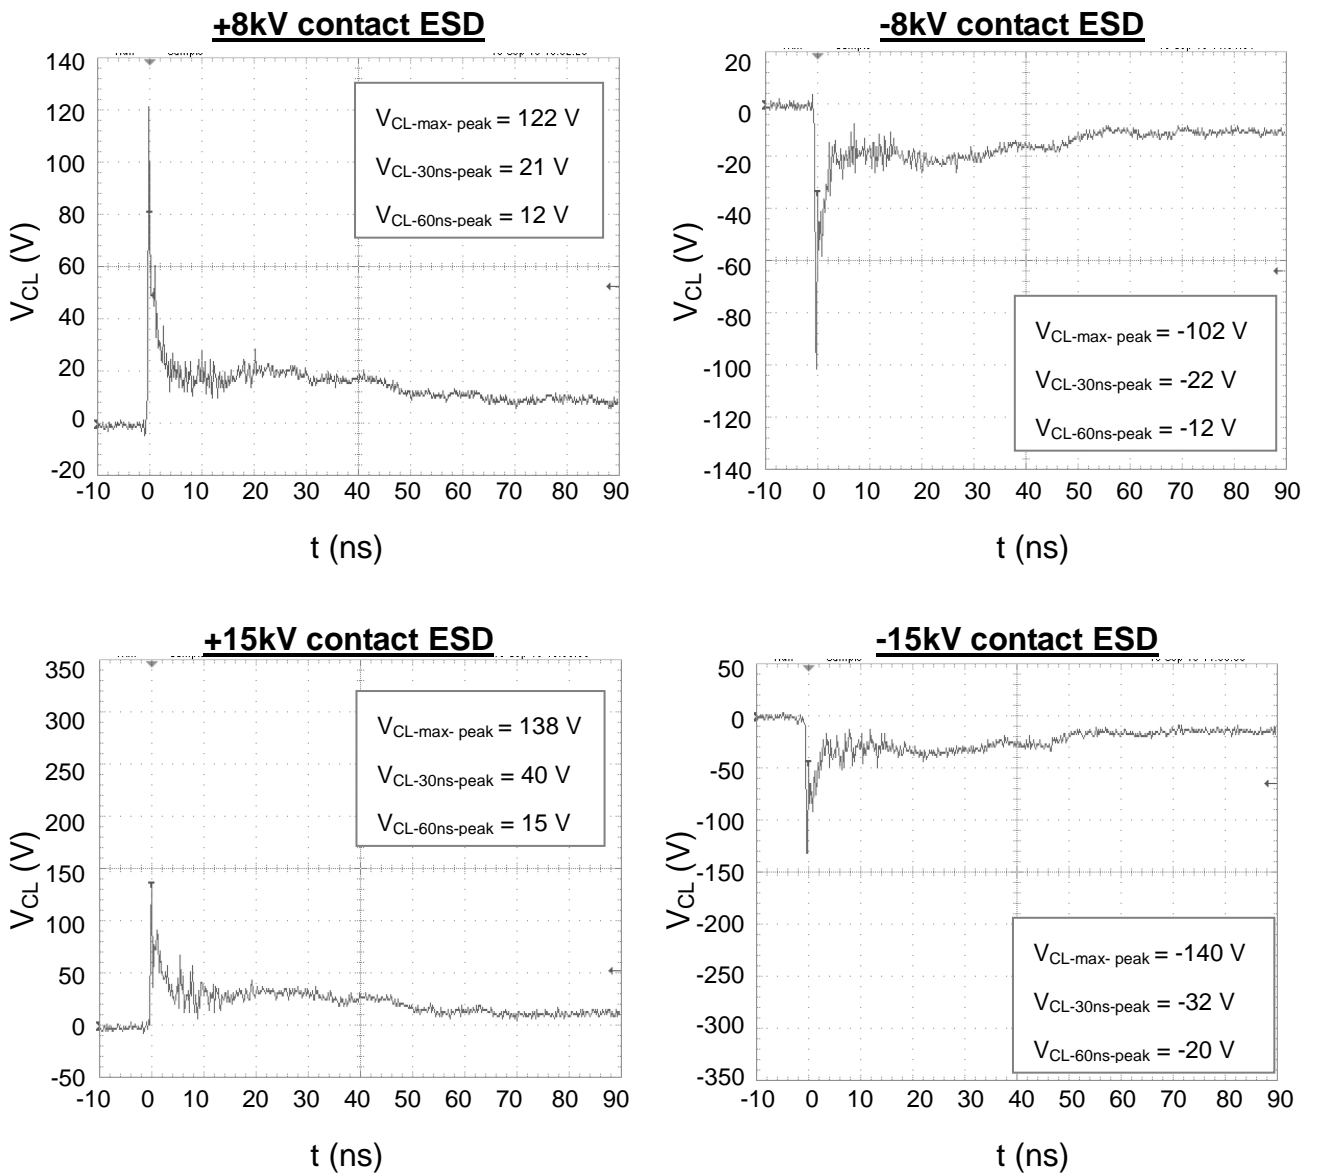 +8kV contact ESD
140
120
100
80
60
40
20
0
-20
V_CL (V)
V_CL-max- peak = 122 V
V_CL-30ns-peak = 21 V
V_CL-60ns-peak = 12 V
-10 0 10 20 30 40 50 60 70 80 90
t (ns)
-8kV contact ESD
20
0
-20
-40
-60
-80
-100
-120
-140
V_CL (V)
V_CL-max- peak = -102 V
V_CL-30ns-peak = -22 V
V_CL-60ns-peak = -12 V
-10 0 10 20 30 40 50 60 70 80 90
t (ns)
+15kV contact ESD
350
300
250
200
150
100
50
0
-50
V_CL (V)
V_CL-max- peak = 138 V
V_CL-30ns-peak = 40 V
V_CL-60ns-peak = 15 V
-10 0 10 20 30 40 50 60 70 80 90
t (ns)
-15kV contact ESD
50
0
-50
-100
-150
-200
-250
-300
-350
V_CL (V)
V_CL-max- peak = -140 V
V_CL-30ns-peak = -32 V
V_CL-60ns-peak = -20 V
-10 0 10 20 30 40 50 60 70 80 90
t (ns)